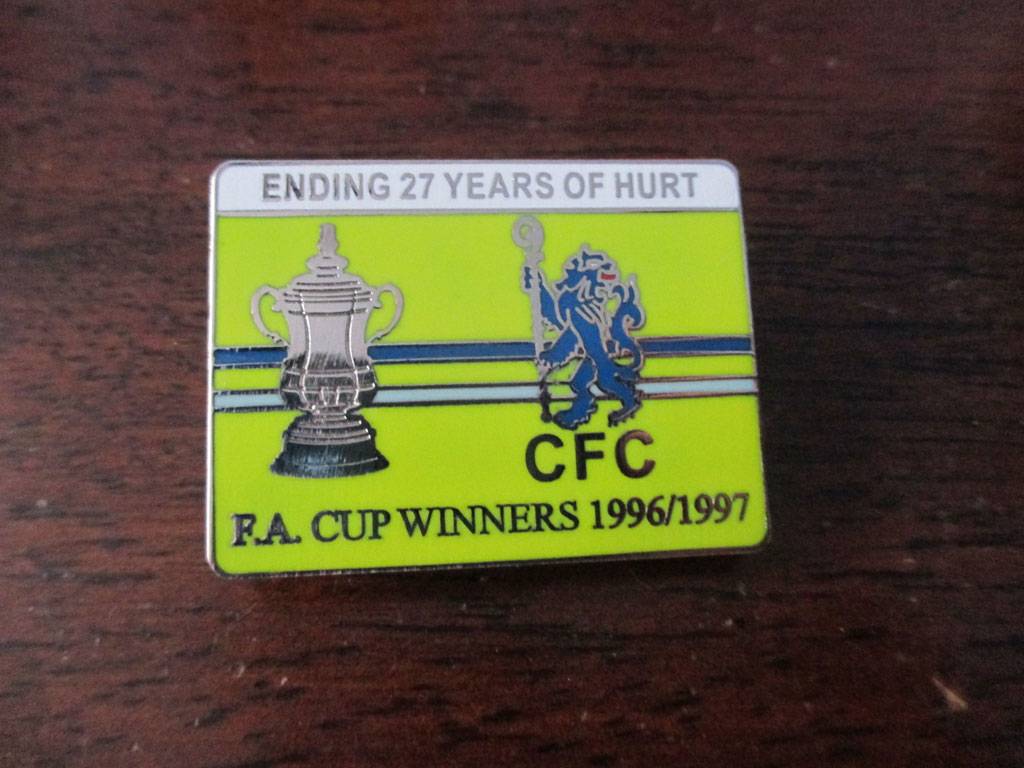 ENDING 27 YEARS OF HURT
CFC
F.A. CUP WINNERS 1996/1997